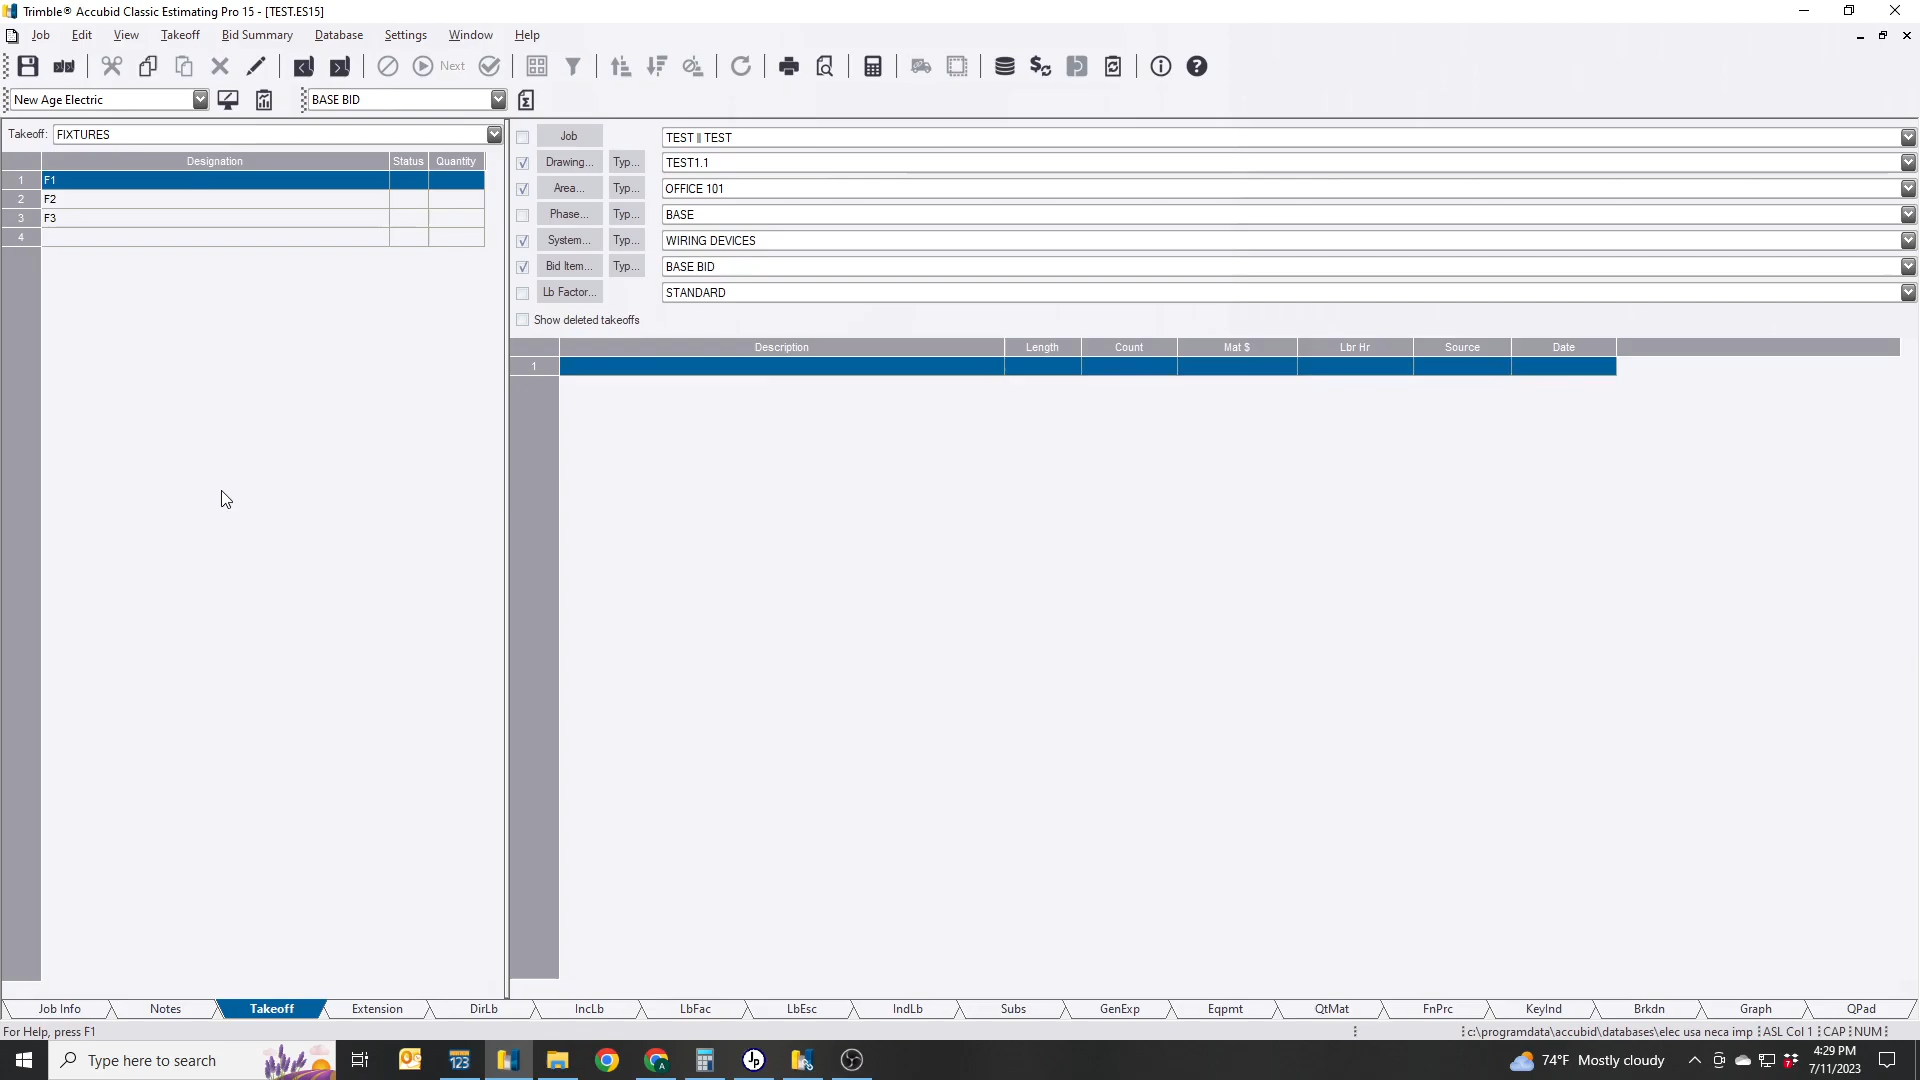 Trimble® Accubid Classic Estimating Pro 15 - [TEST.ES15]
Job Edit View Takeoff Bid Summary Database Settings Window Help
Next
New Age Electric BASE BID
Takeoff: FIXTURES
Designation Status Quantity
1 F1
2 F2
3 F3
4
Job TEST || TEST
Drawing... Typ... TEST1.1
Area... Typ... OFFICE 101
Phase... Typ... BASE
System... Typ... WIRING DEVICES
Bid Item... Typ... BASE BID
Lb Factor... STANDARD
Show deleted takeoffs
Description Length Count Mat $ Lbr Hr Source Date
1
Job Info Notes Takeoff Extension DirLb IncLb LbFac LbEsc IndLb Subs GenExp Eqpmt QtMat FnPrc KeyInd Brkdn Graph QPad
For Help, press F1 c:\programdata\accubid\databases\elec usa neca imp ASL Col 1 CAP NUM
Type here to search 123 74°F Mostly cloudy 4:29 PM
7/11/2023